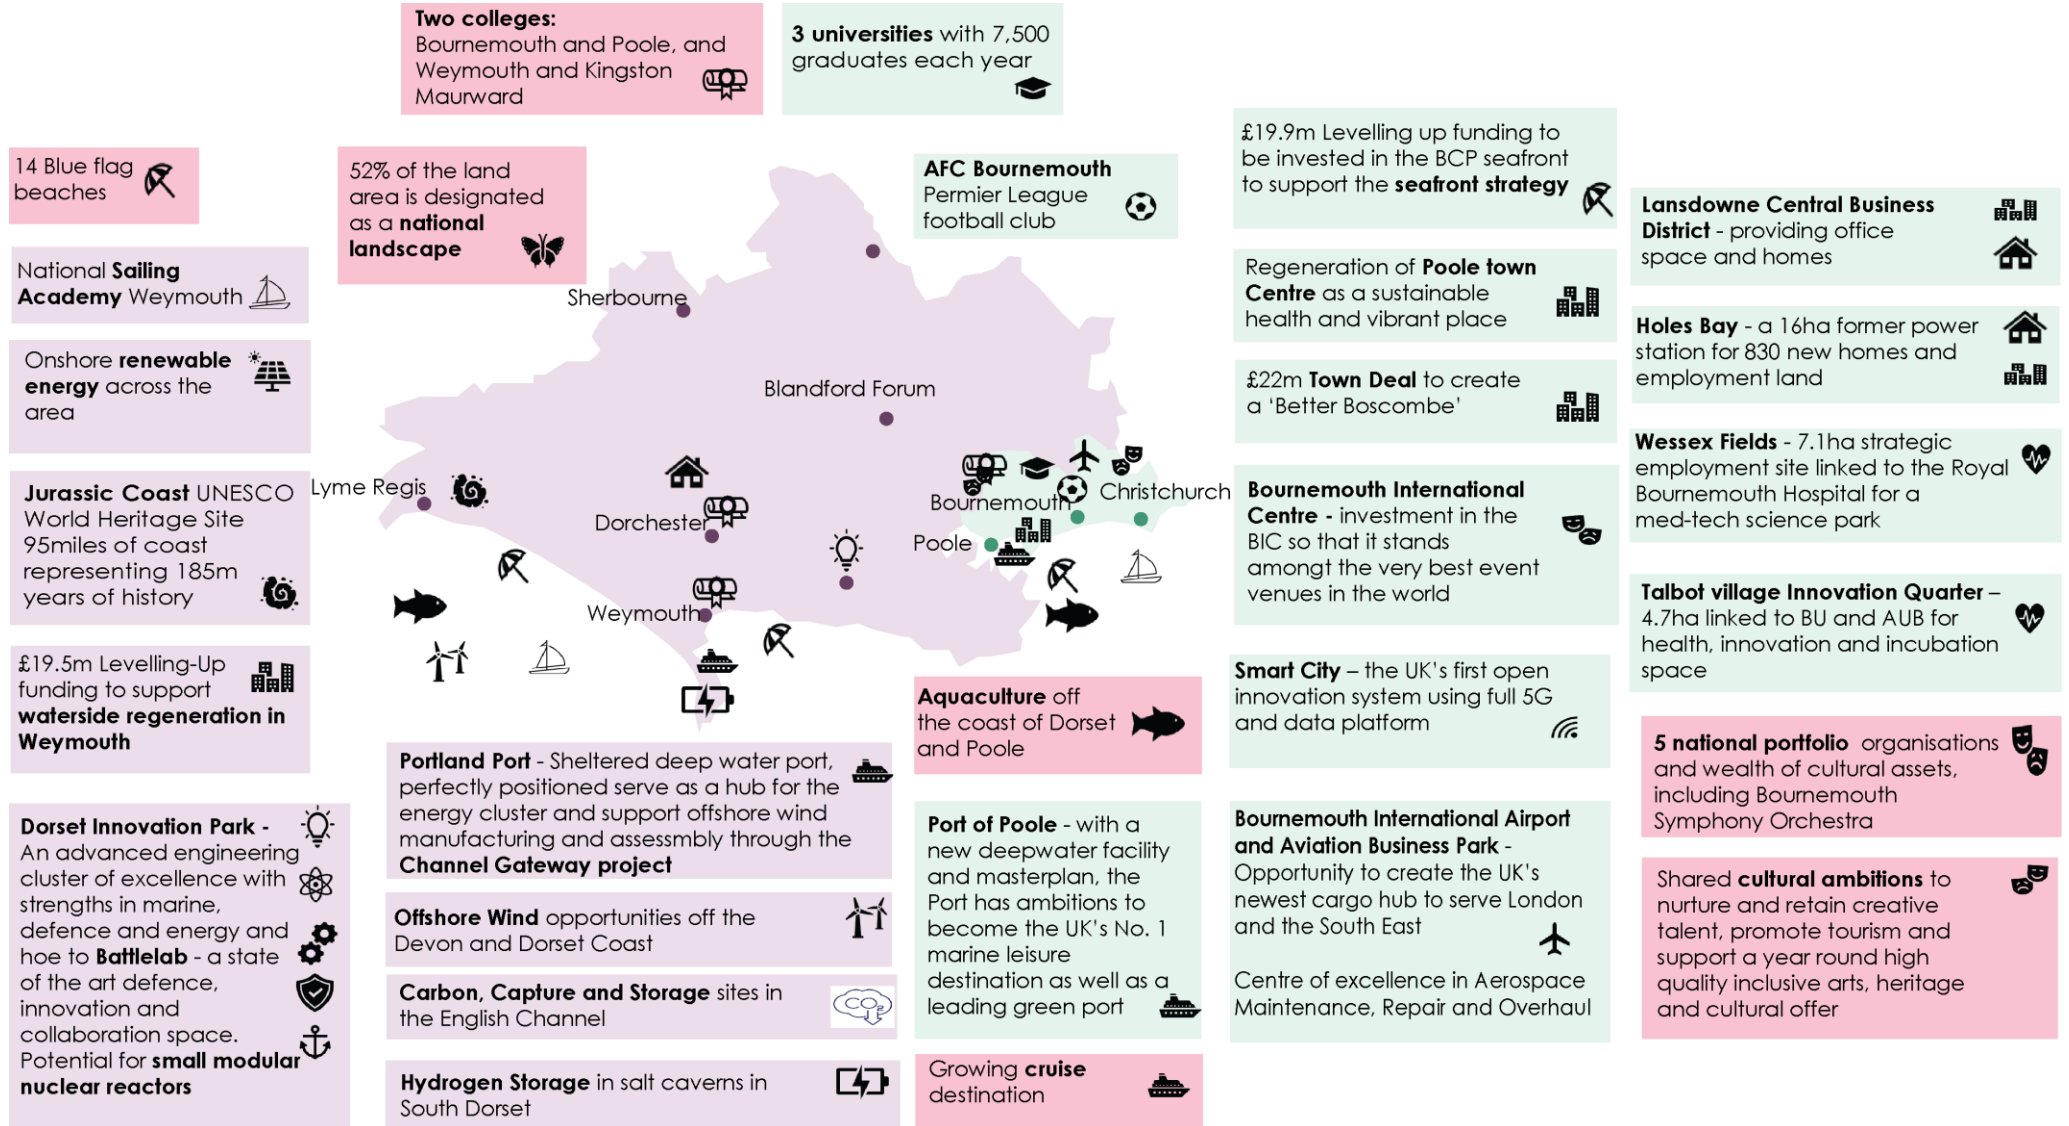 Two colleges:
Bournemouth and Poole, and
Weymouth and Kingston
Maurward
3 universities with 7,500
graduates each year
14 Blue flag
beaches
52% of the land
area is designated
as a national
landscape
AFC Bournemouth
Permier League
football club
£19.9m Levelling up funding to
be invested in the BCP seafront
to support the seafront strategy
Lansdowne Central Business
District - providing office
space and homes
National Sailing
Academy Weymouth
Regeneration of Poole town
Centre as a sustainable
health and vibrant place
Holes Bay - a 16ha former power
station for 830 new homes and
employment land
Onshore renewable
energy across the
area
£22m Town Deal to create
a ‘Better Boscombe’
Wessex Fields - 7.1ha strategic
employment site linked to the Royal
Bournemouth Hospital for a
med-tech science park
Jurassic Coast UNESCO
World Heritage Site
95miles of coast
representing 185m
years of history
Sherbourne
Blandford Forum
Lyme Regis
Dorchester
Weymouth
Bournemouth
Christchurch
Poole
Bournemouth International
Centre - investment in the
BIC so that it stands
amongt the very best event
venues in the world
Talbot village Innovation Quarter –
4.7ha linked to BU and AUB for
health, innovation and incubation
space
£19.5m Levelling-Up
funding to support
waterside regeneration in
Weymouth
Aquaculture off
the coast of Dorset
and Poole
Smart City – the UK’s first open
innovation system using full 5G
and data platform
5 national portfolio organisations
and wealth of cultural assets,
including Bournemouth
Symphony Orchestra
Portland Port - Sheltered deep water port,
perfectly positioned serve as a hub for the
energy cluster and support offshore wind
manufacturing and assessmbly through the
Channel Gateway project
Dorset Innovation Park -
An advanced engineering
cluster of excellence with
strengths in marine,
defence and energy and
hoe to Battlelab - a state
of the art defence,
innovation and
collaboration space.
Potential for small modular
nuclear reactors
Port of Poole - with a
new deepwater facility
and masterplan, the
Port has ambitions to
become the UK’s No. 1
marine leisure
destination as well as a
leading green port
Bournemouth International Airport
and Aviation Business Park -
Opportunity to create the UK’s
newest cargo hub to serve London
and the South East
Centre of excellence in Aerospace
Maintenance, Repair and Overhaul
Shared cultural ambitions to
nurture and retain creative
talent, promote tourism and
support a year round high
quality inclusive arts, heritage
and cultural offer
Offshore Wind opportunities off the
Devon and Dorset Coast
Carbon, Capture and Storage sites in
the English Channel
CO2
Hydrogen Storage in salt caverns in
South Dorset
Growing cruise
destination